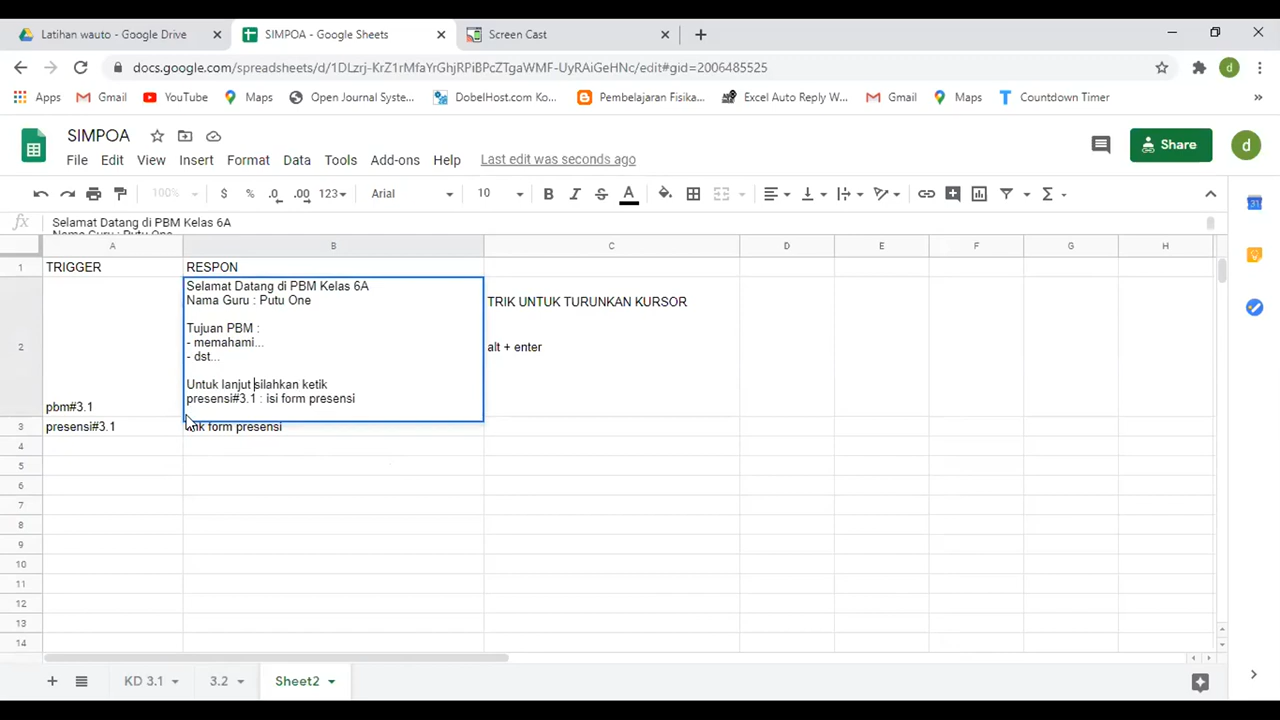 Latihan wauto - Google Drive
SIMPOA - Google Sheets
Screen Cast
docs.google.com/spreadsheets/d/1DLzrj-KrZ1rMfaYrGhjRPiBPcZTgaWMF-UyRAiGeHNc/edit#gid=2006485525
d
Apps Gmail YouTube Maps Open Journal Syste... DobelHost.com Ko... Pembelajaran Fisika... Excel Auto Reply W... Gmail Maps Countdown Timer »
SIMPOA
File Edit View Insert Format Data Tools Add-ons Help Last edit was seconds ago
Share
d
100% $ % .0 .00 123 Arial 10 B I S A
fx Selamat Datang di PBM Kelas 6A
Nama Guru : Putu One
A B C D E F G H
1 TRIGGER RESPON
Selamat Datang di PBM Kelas 6A
Nama Guru : Putu One
TRIK UNTUK TURUNKAN KURSOR
Tujuan PBM :
- memahami...
- dst...
2
alt + enter
Untuk lanjut silahkan ketik
presensi#3.1 : isi form presensi
pbm#3.1
3 presensi#3.1 form presensi
4
5
6
7
8
9
10
11
12
13
14
KD 3.1 3.2 Sheet2
31